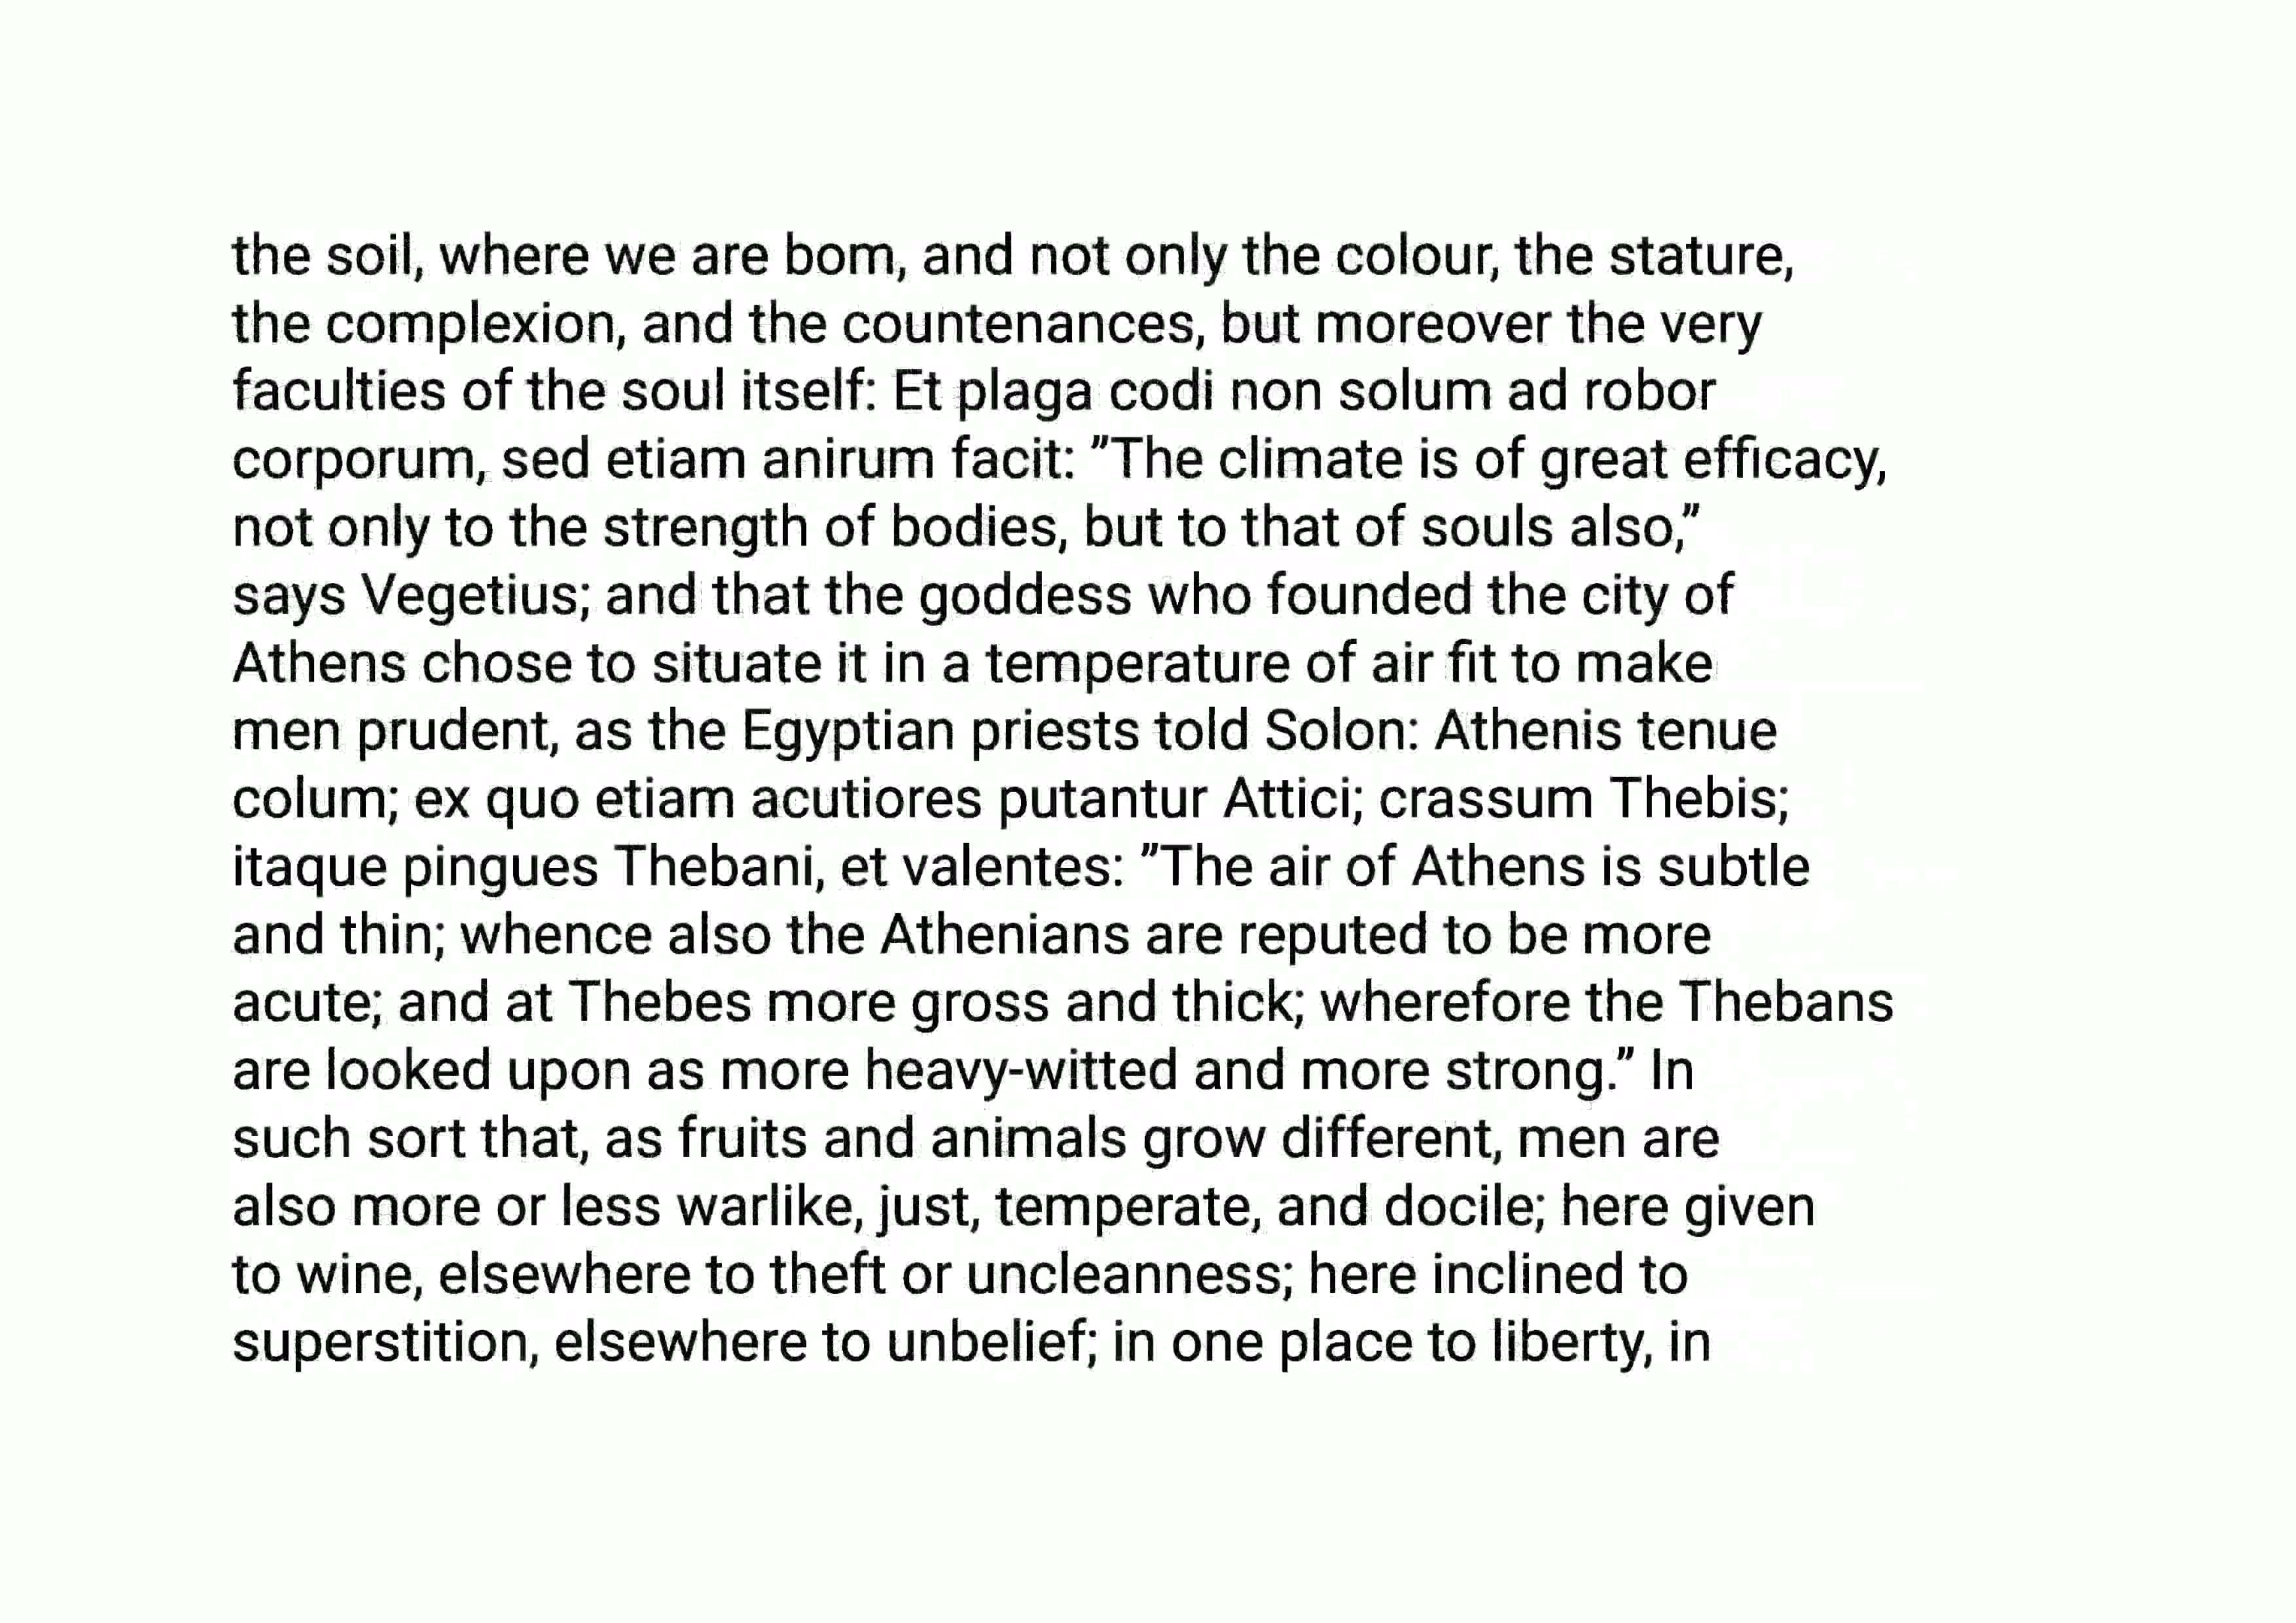 the soil, where we are bom, and not only the colour, the stature,
the complexion, and the countenances, but moreover the very
faculties of the soul itself: Et plaga codi non solum ad robor
corporum, sed etiam anirum facit: ”The climate is of great efficacy,
not only to the strength of bodies, but to that of souls also,”
says Vegetius; and that the goddess who founded the city of
Athens chose to situate it in a temperature of air fit to make
men prudent, as the Egyptian priests told Solon: Athenis tenue
colum; ex quo etiam acutiores putantur Attici; crassum Thebis;
itaque pingues Thebani, et valentes: ”The air of Athens is subtle
and thin; whence also the Athenians are reputed to be more
acute; and at Thebes more gross and thick; wherefore the Thebans
are looked upon as more heavy-witted and more strong.” In
such sort that, as fruits and animals grow different, men are
also more or less warlike, just, temperate, and docile; here given
to wine, elsewhere to theft or uncleanness; here inclined to
superstition, elsewhere to unbelief; in one place to liberty, in